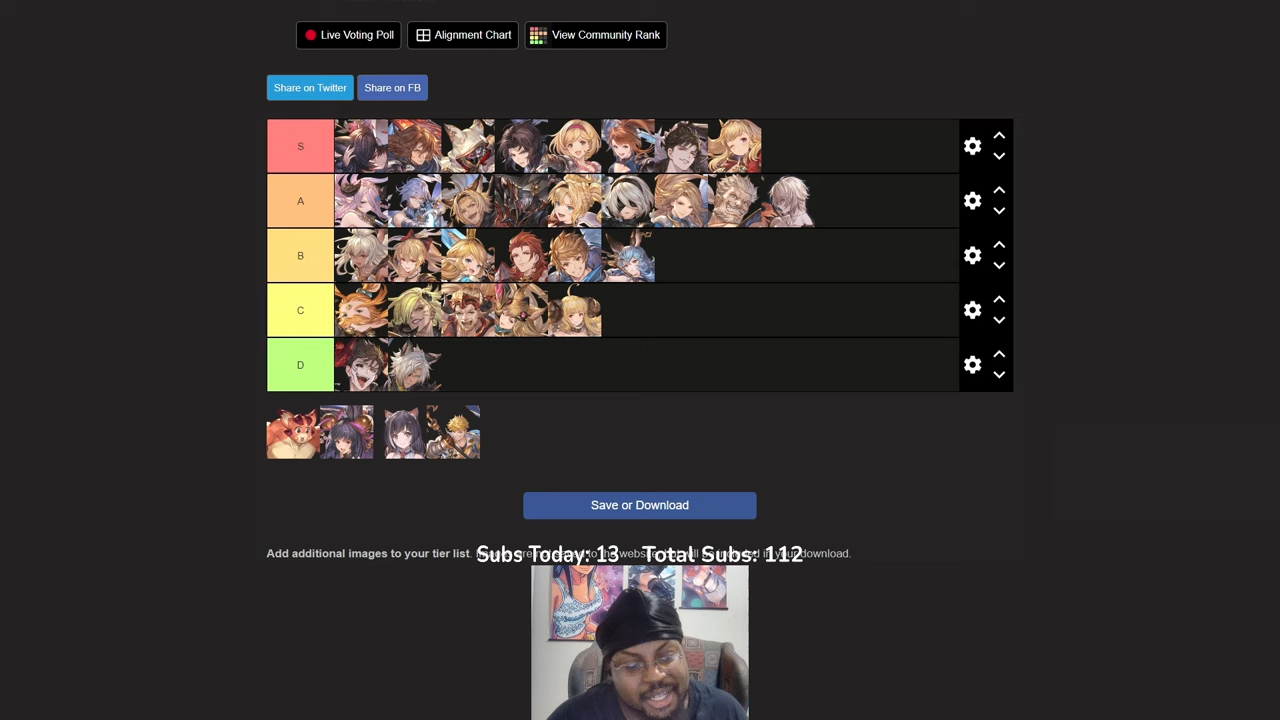 Live Voting Poll
Alignment Chart
View Community Rank
Share on Twitter
Share on FB
S
A
B
C
D
Save or Download
Add additional images to your tier list.
download.
Subs Today: 13 Total Subs: 112